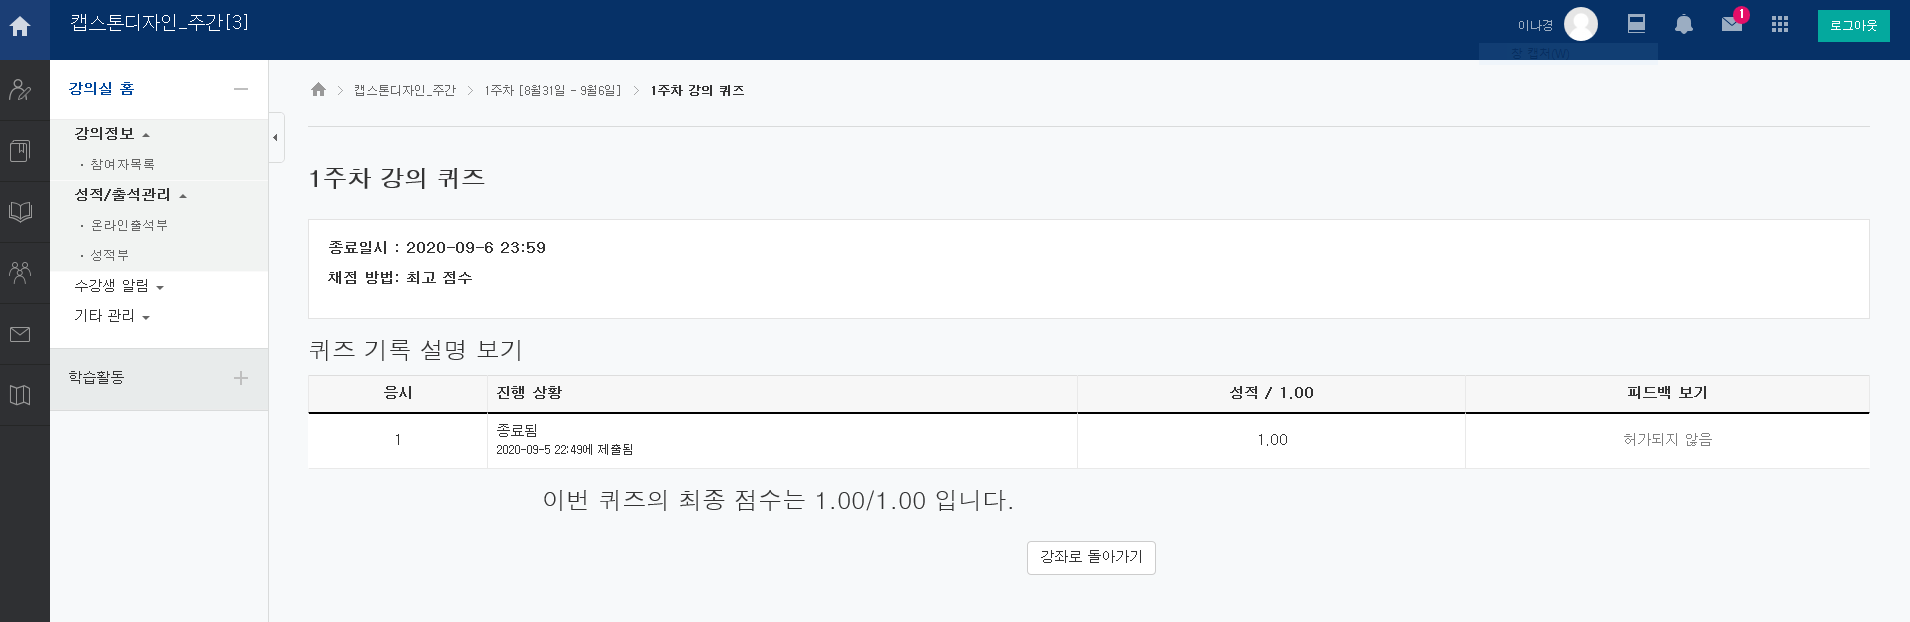 캡스톤디자인_주간[3]
이나경
1
로그아웃
강의실 홈
강의정보
· 참여자목록
성적/출석관리
· 온라인출석부
· 성적부
수강생 알림
기타 관리
학습활동
캡스톤디자인_주간 > 1주차 [8월31일 - 9월6일] > 1주차 강의 퀴즈
1주차 강의 퀴즈
종료일시 : 2020-09-6 23:59
채점 방법: 최고 점수
퀴즈 기록 설명 보기
응시 진행 상황 성적 / 1.00 피드백 보기
1 종료됨 1.00 허가되지 않음
2020-09-5 22:49에 제출됨
이번 퀴즈의 최종 점수는 1.00/1.00 입니다.
강좌로 돌아가기